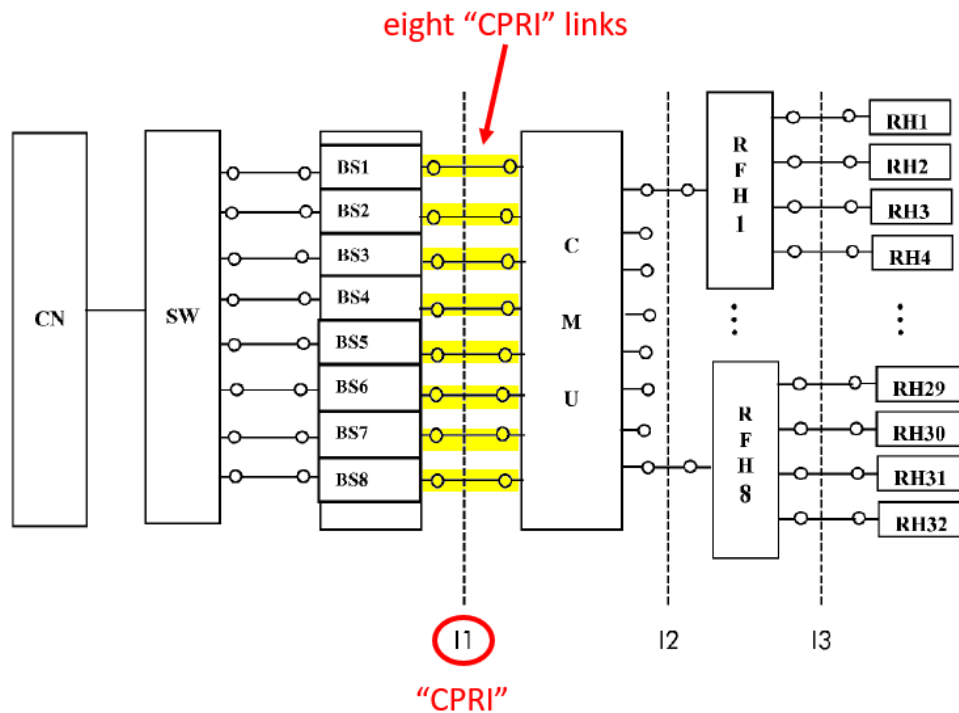 eight “CPRI” links
CN
SW
BS1
BS2
BS3
BS4
BS5
BS6
BS7
BS8
C
M
U
R
F
H
1
R
F
H
8
RH1
RH2
RH3
RH4
RH29
RH30
RH31
RH32
I1
I2
I3
“CPRI”